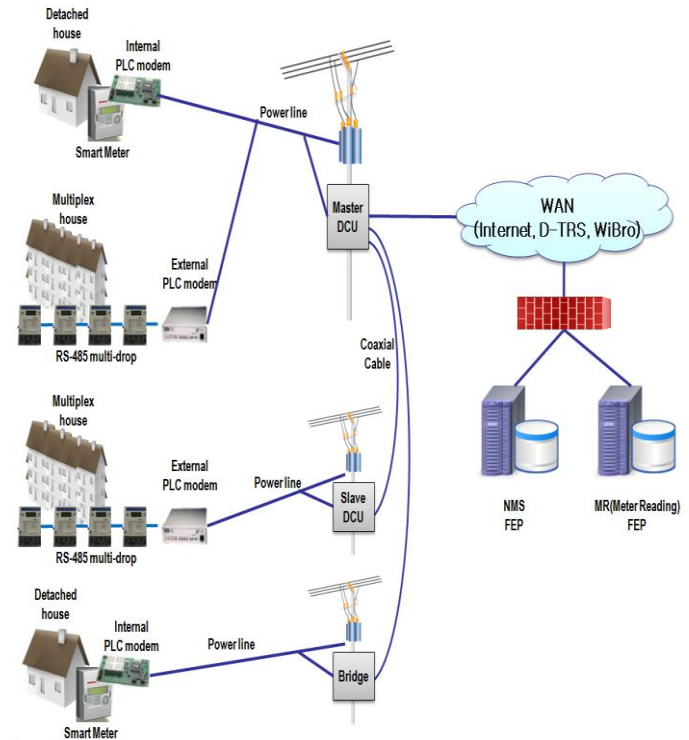 Detached
house
Internal
PLC modem
Smart Meter
Power line
Master
DCU
WAN
(Internet, D-TRS, WiBro)
Multiplex
house
External
PLC modem
RS-485 multi-drop
Coaxial
Cable
NMS
FEP
MR(Meter Reading)
FEP
Multiplex
house
External
PLC modem
RS-485 multi-drop
Power line
Slave
DCU
Detached
house
Internal
PLC modem
Smart Meter
Power line
Bridge